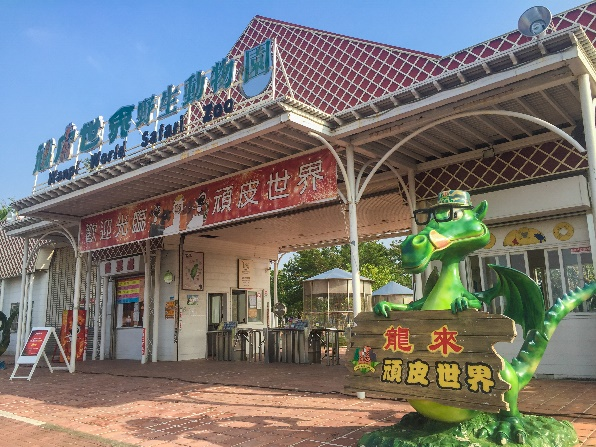 頑皮世界野生動物園
Wanpi World Safari Zoo
歡迎光臨 頑皮世界
龍來
頑皮世界